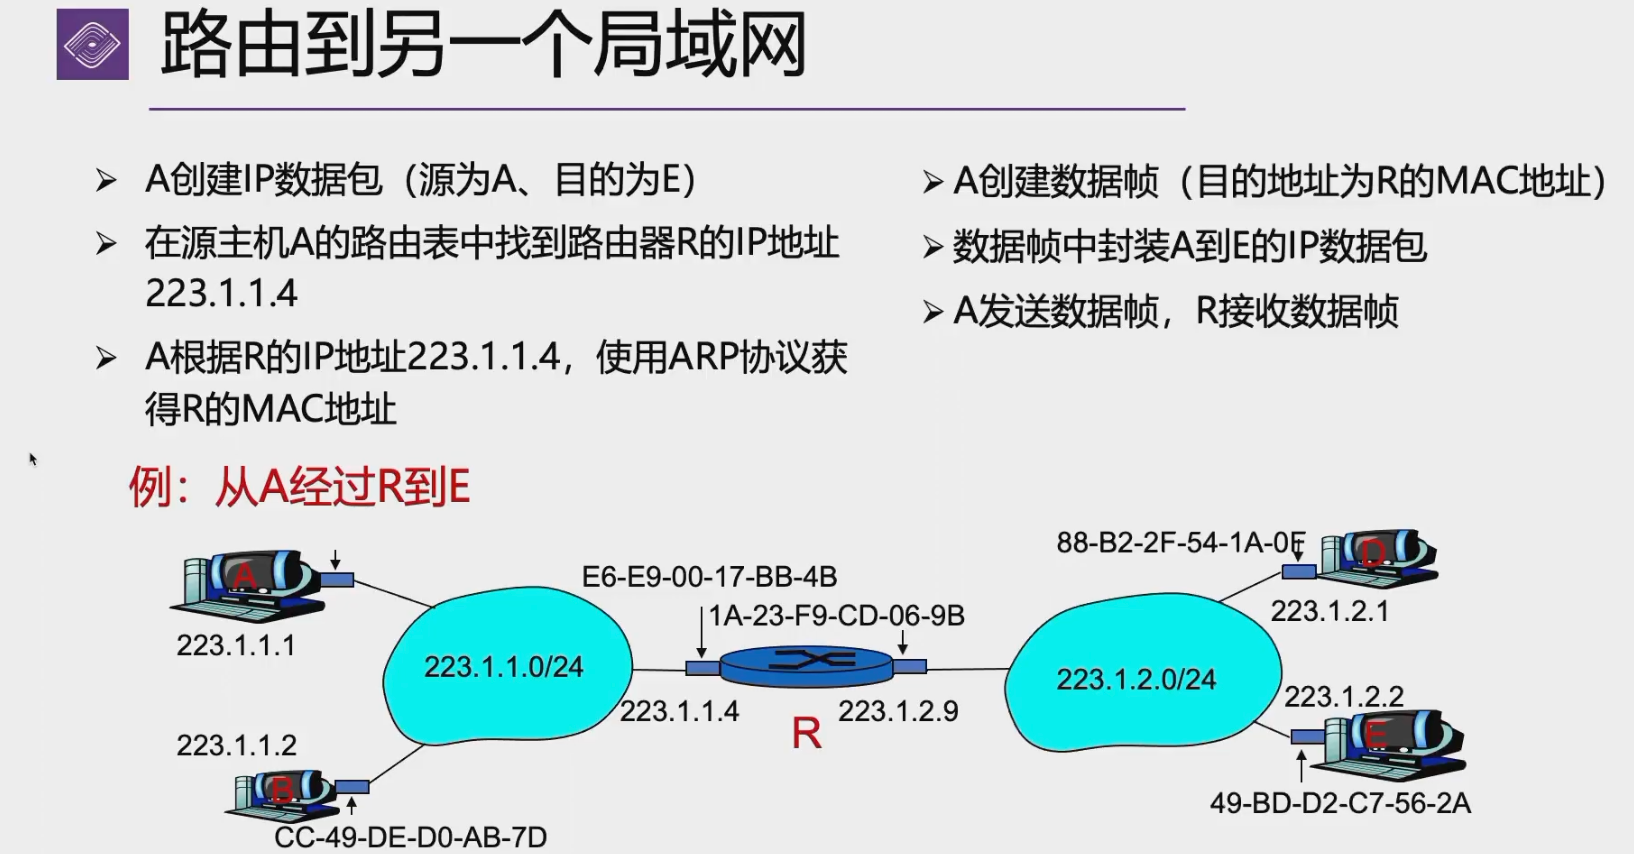 路由到另一个局域网
A创建IP数据包（源为A、目的为E）
在源主机A的路由表中找到路由器R的IP地址
223.1.1.4
A根据R的IP地址223.1.1.4，使用ARP协议获
得R的MAC地址
A创建数据帧（目的地址为R的MAC地址）
数据帧中封装A到E的IP数据包
A发送数据帧，R接收数据帧
例：从A经过R到E
A
223.1.1.1
223.1.1.2
B
CC-49-DE-D0-AB-7D
223.1.1.0/24
E6-E9-00-17-BB-4B
1A-23-F9-CD-06-9B
223.1.1.4
R
223.1.2.9
223.1.2.0/24
88-B2-2F-54-1A-0F
D
223.1.2.1
223.1.2.2
E
49-BD-D2-C7-56-2A